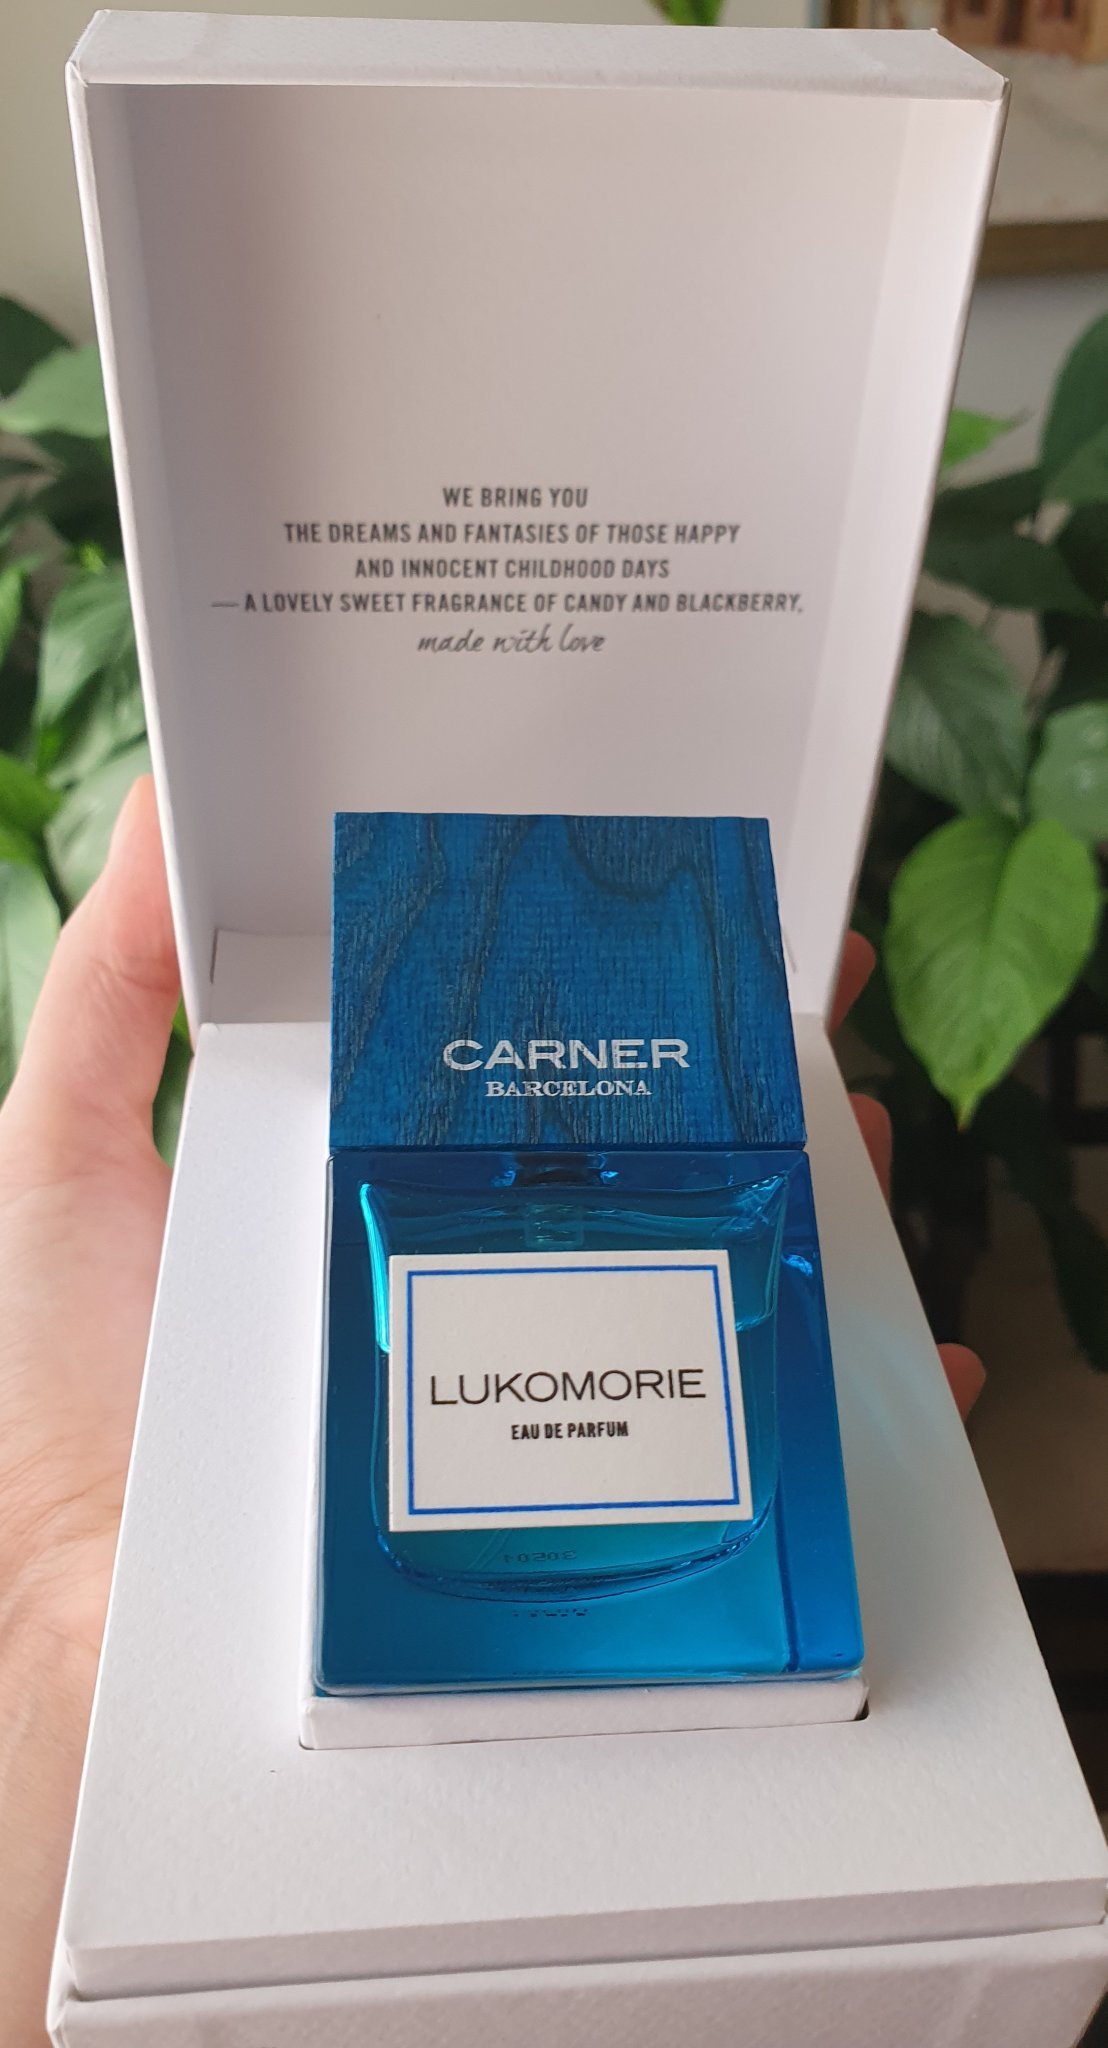 WE BRING YOU
THE DREAMS AND FANTASIES OF THOSE HAPPY
AND INNOCENT CHILDHOOD DAYS
— A LOVELY SWEET FRAGRANCE OF CANDY AND BLACKBERRY,
made with love
CARNER
BARCELONA
LUKOMORIE
EAU DE PARFUM